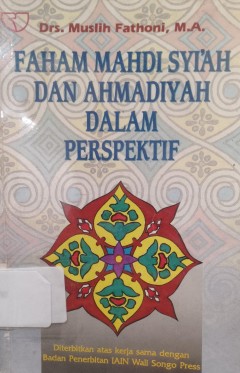 Drs. Muslih Fathoni, M.A.
FAHAM MAHDI SYI'AH
DAN AHMADIYAH
DALAM
PERSPEKTIF
Diterbitkan atas kerja sama dengan
Badan Penerbitan IAIN Wali Songo Press